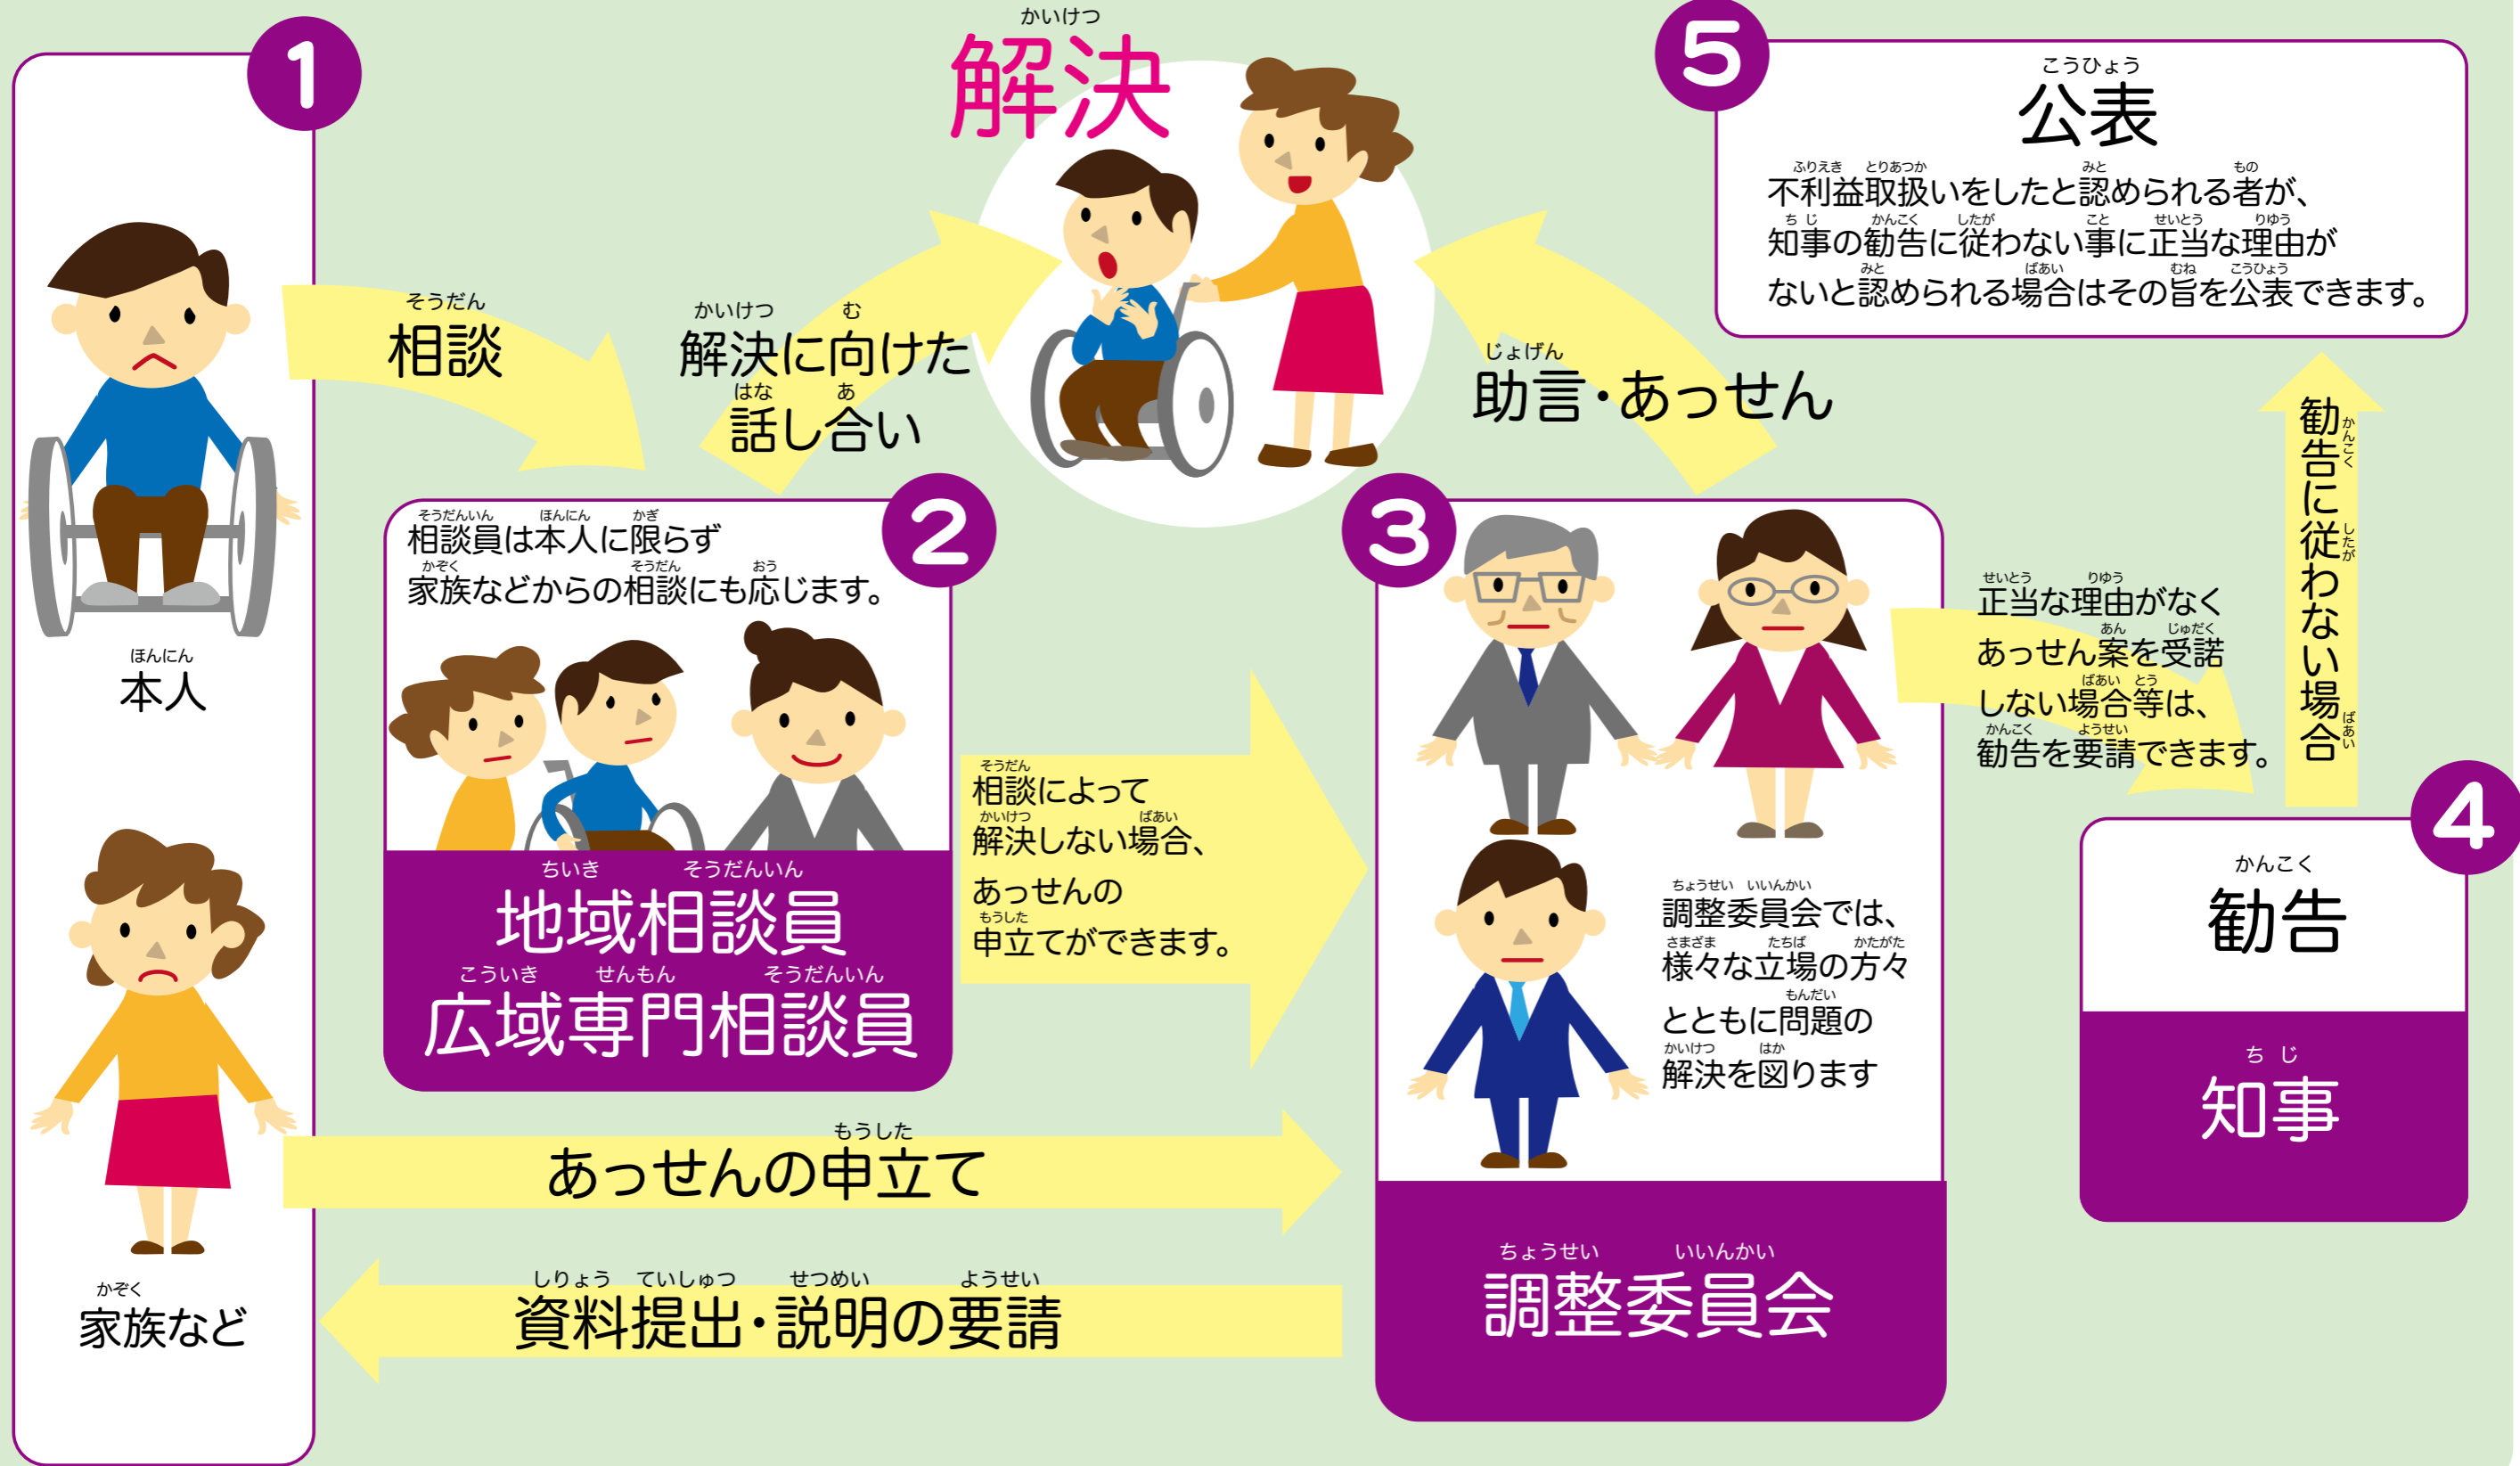 1
ほんにん
本人
かぞく
家族など
そうだん
相談
かいけつ む
解決に向けた
はな あ
話し合い
かいけつ
解決
じょげん
助言・あっせん
2
そうだんいん ほんにん かぎ
相談員は本人に限らず
かぞく そうだん おう
家族などからの相談にも応じます。
ちいき そうだんいん
地域相談員
こういき せんもん そうだんいん
広域専門相談員
そうだん
相談によって
かいけつ ばあい
解決しない場合、
あっせんの
もうした
申立てができます。
もうした
あっせんの申立て
しりょう ていしゅつ せつめい ようせい
資料提出・説明の要請
3
ちょうせい いいんかい
調整委員会では、
さまざま たちば かたがた
様々な立場の方々
もんだい
とともに問題の
かいけつ はか
解決を図ります
ちょうせい いいんかい
調整委員会
せいとう りゆう
正当な理由がなく
あん じゅだく
あっせん案を受諾
ばあい とう
しない場合等は、
かんこく ようせい
勧告を要請できます。
4
かんこく
勧告
ちじ
知事
勧告に従わない場合
かんこく したが ばあい
5
こうひょう
公表
ふりえき とりあつか みと もの
不利益取扱いをしたと認められる者が、
ちじ かんこく したが こと せいとう りゆう
知事の勧告に従わない事に正当な理由が
みと ばあい むね こうひょう
ないと認められる場合はその旨を公表できます。